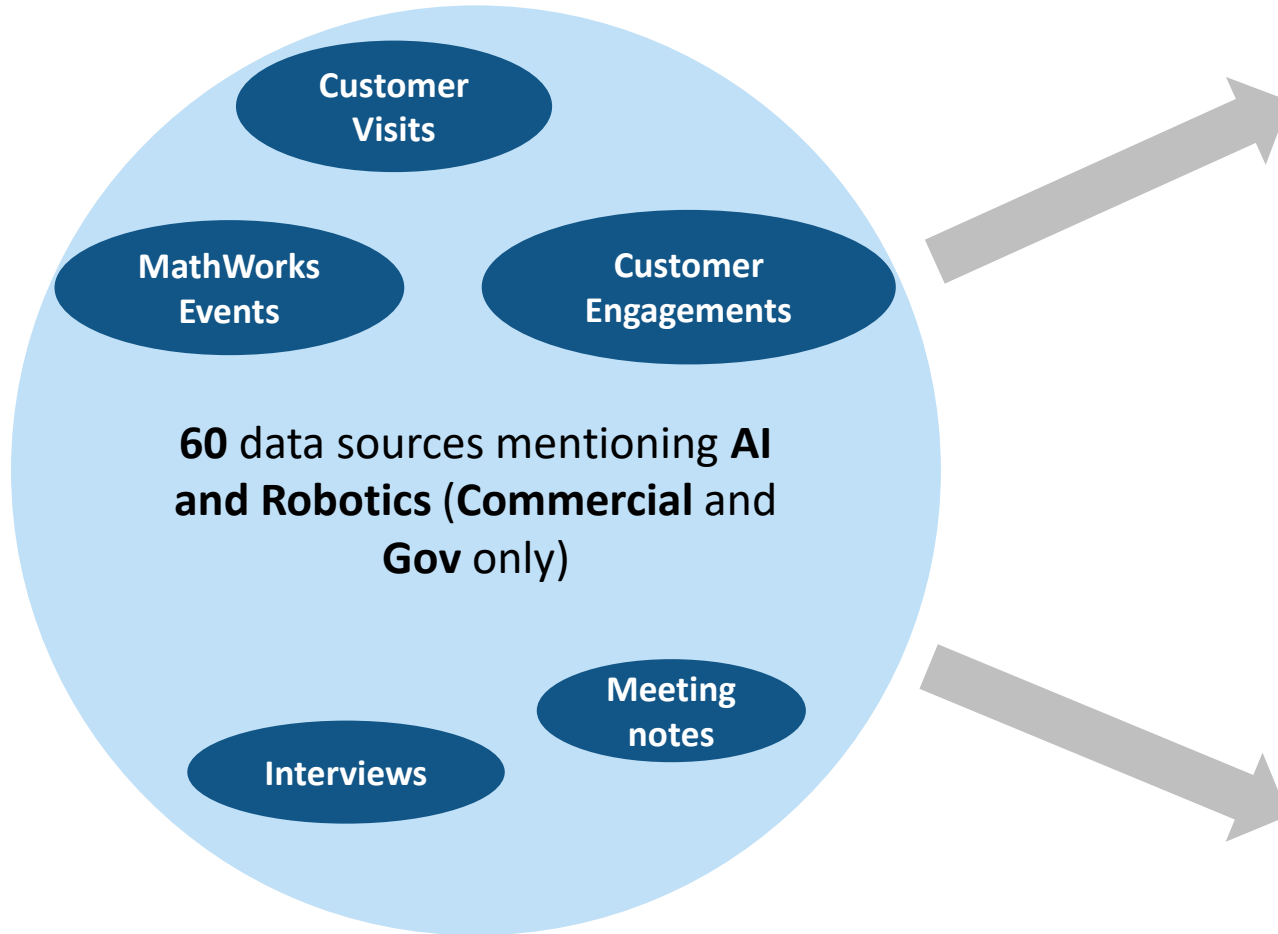 Customer
Visits
MathWorks
Events
Customer
Engagements
60 data sources mentioning AI
and Robotics (Commercial and
Gov only)
Meeting
notes
Interviews